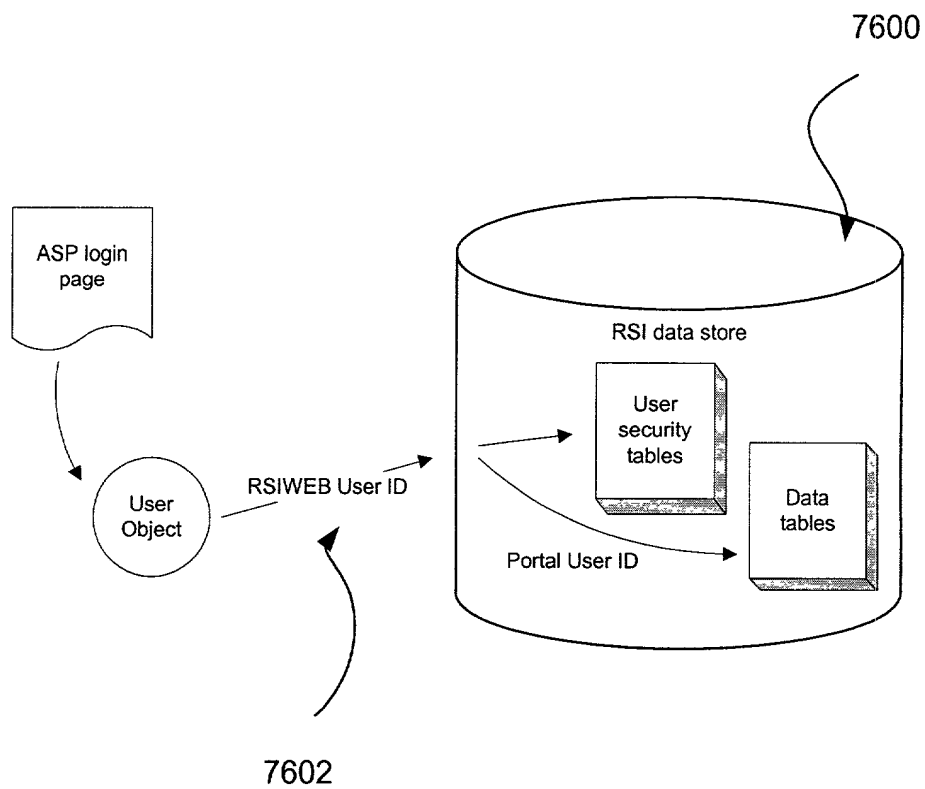 7600
ASP login
page
RSI data store
User
security
tables
RSIWEB User ID
User
Object
Data
tables
Portal User ID
7602